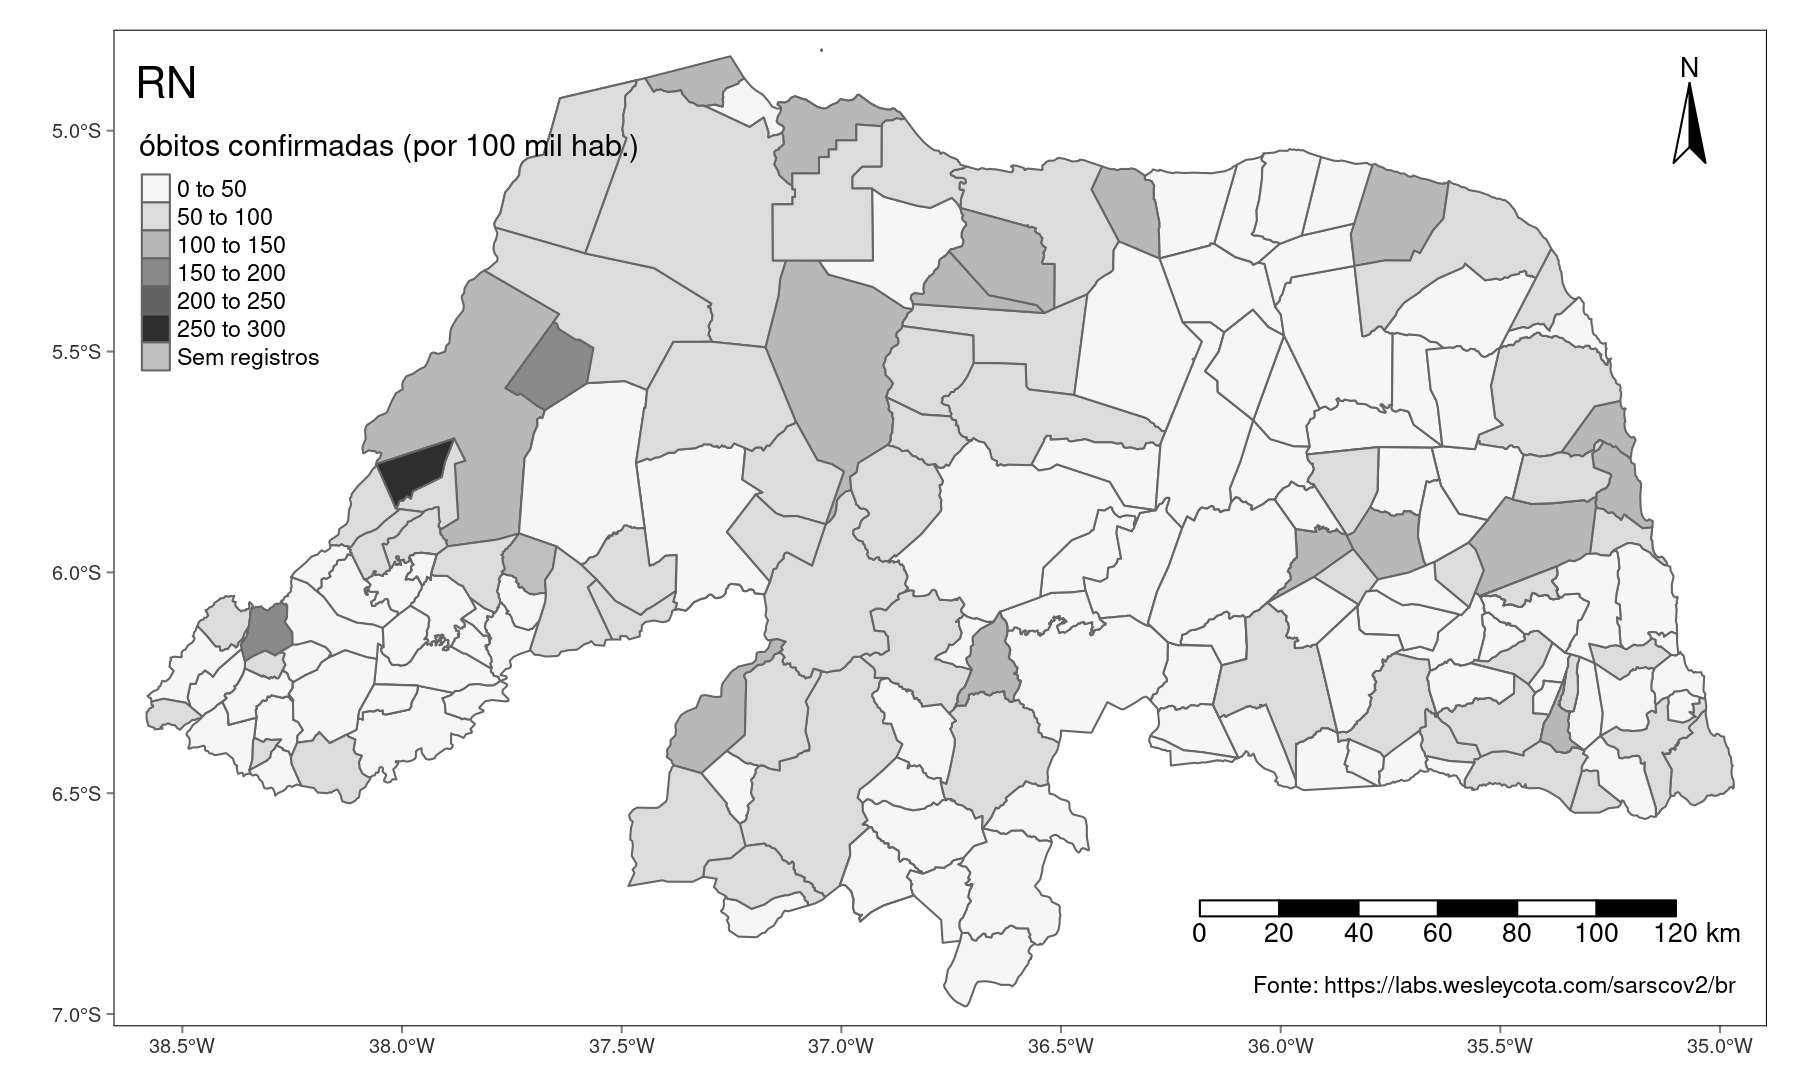 RN
N
óbitos confirmadas (por 100 mil hab.)
0 to 50
50 to 100
100 to 150
150 to 200
200 to 250
250 to 300
Sem registros
5.0°S
5.5°S
6.0°S
6.5°S
7.0°S
0 20 40 60 80 100 120 km
Fonte: https://labs.wesleycota.com/sarscov2/br
38.5°W 38.0°W 37.5°W 37.0°W 36.5°W 36.0°W 35.5°W 35.0°W